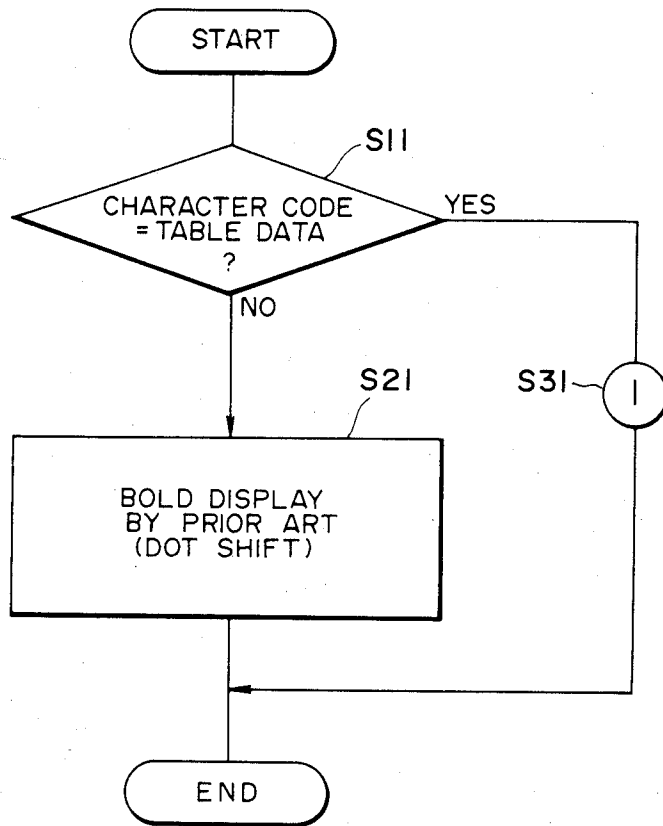 START
S11
CHARACTER CODE
= TABLE DATA
?
YES
NO
S21
S31
1
BOLD DISPLAY
BY PRIOR ART
(DOT SHIFT)
END